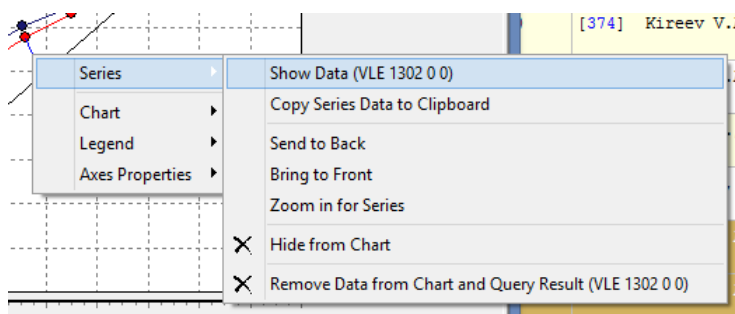 [374] Kireev V.
Series
Chart
Legend
Axes Properties
Show Data (VLE 1302 0 0)
Copy Series Data to Clipboard
Send to Back
Bring to Front
Zoom in for Series
Hide from Chart
Remove Data from Chart and Query Result (VLE 1302 0 0)